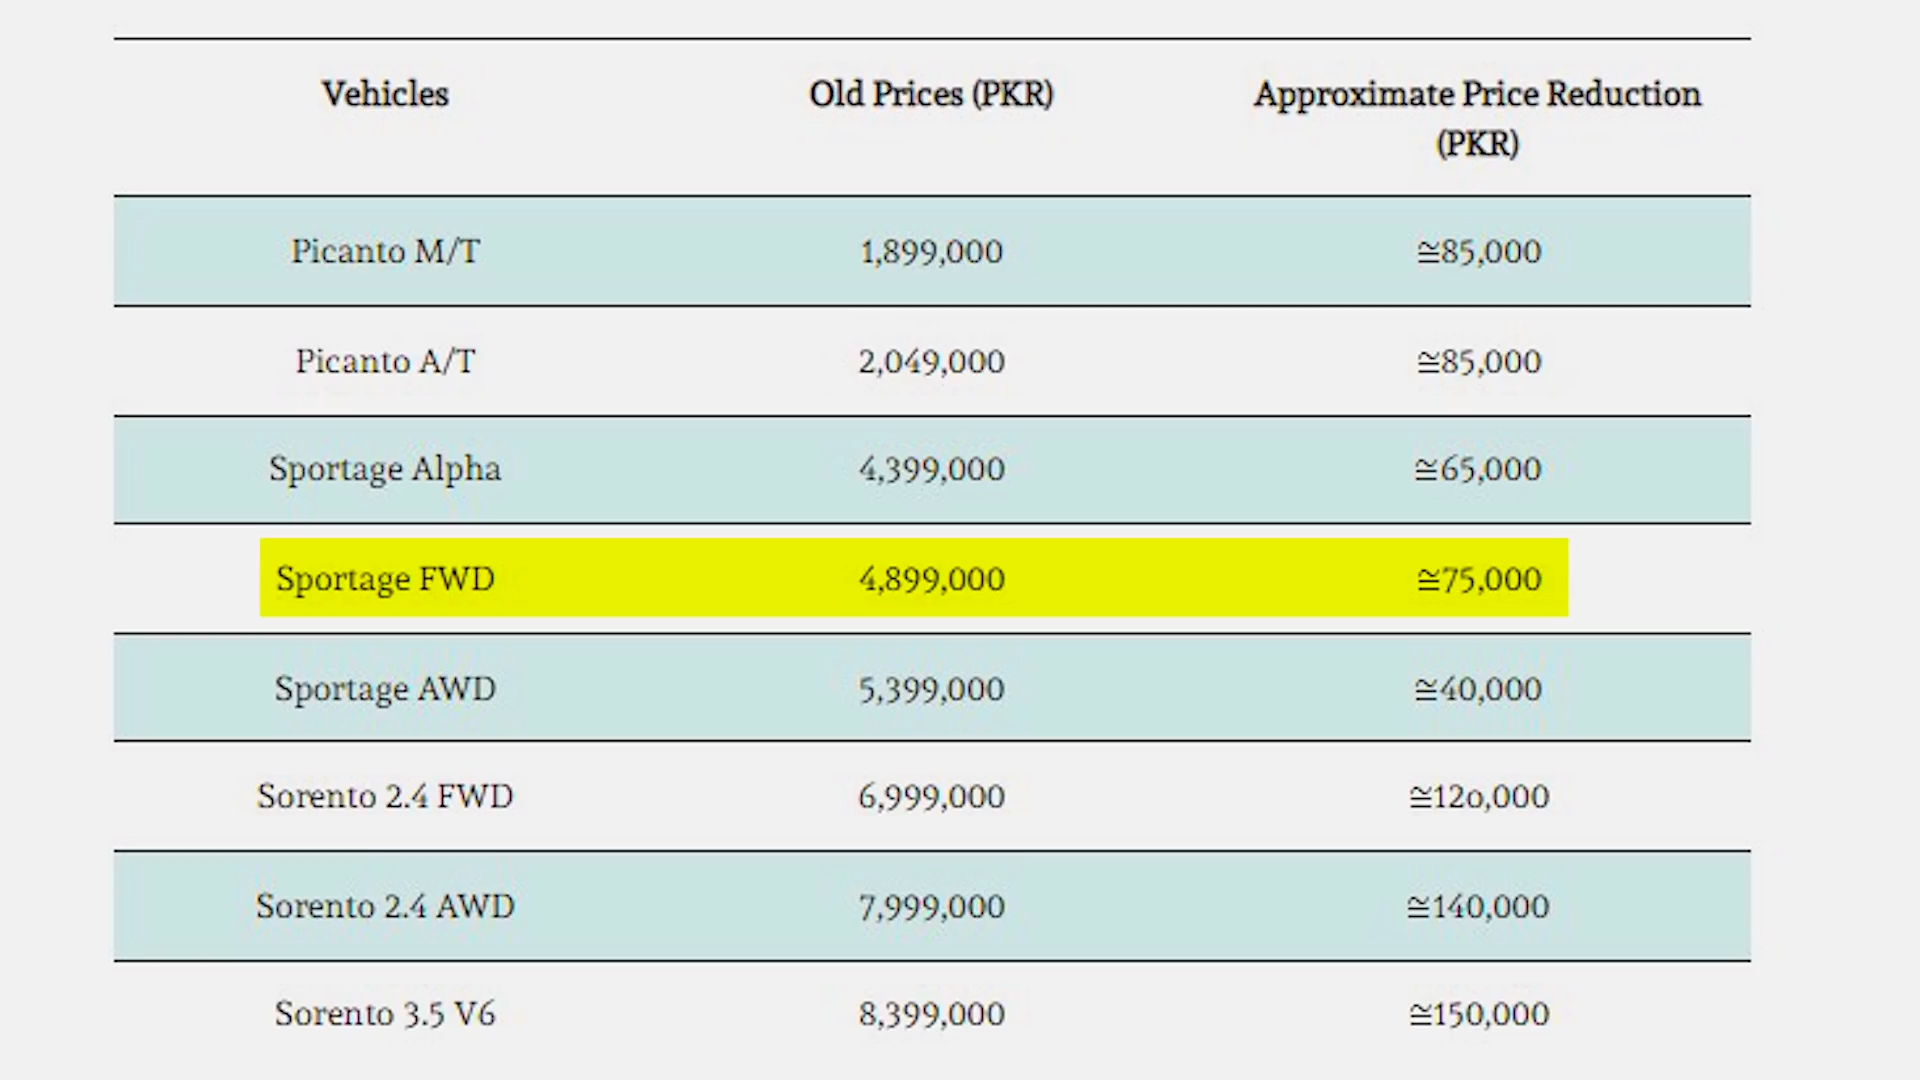 Vehicles Old Prices (PKR) Approximate Price Reduction
(PKR)
Picanto M/T 1,899,000 ≅85,000
Picanto A/T 2,049,000 ≅85,000
Sportage Alpha 4,399,000 ≅65,000
Sportage FWD 4,899,000 ≅75,000
Sportage AWD 5,399,000 ≅40,000
Sorento 2.4 FWD 6,999,000 ≅12o,000
Sorento 2.4 AWD 7,999,000 ≅140,000
Sorento 3.5 V6 8,399,000 ≅150,000